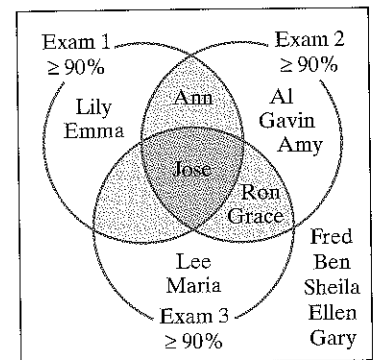 Exam 1
≥ 90%
Exam 2
≥ 90%
Lily
Emma
Ann
Al
Gavin
Amy
Jose
Ron
Grace
Lee
Maria
Exam 3
≥ 90%
Fred
Ben
Sheila
Ellen
Gary